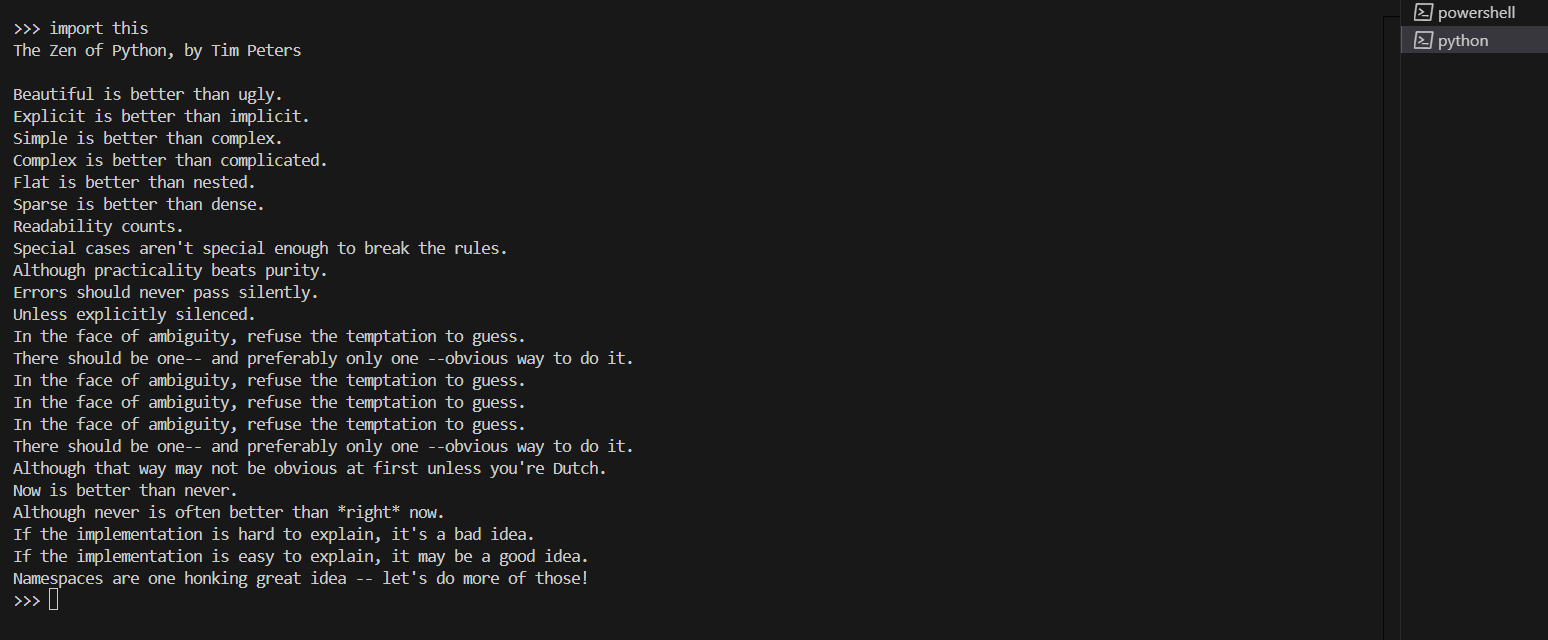 >>> import this
The Zen of Python, by Tim Peters
Beautiful is better than ugly.
Explicit is better than implicit.
Simple is better than complex.
Complex is better than complicated.
Flat is better than nested.
Sparse is better than dense.
Readability counts.
Special cases aren't special enough to break the rules.
Although practicality beats purity.
Errors should never pass silently.
Unless explicitly silenced.
In the face of ambiguity, refuse the temptation to guess.
There should be one-- and preferably only one --obvious way to do it.
In the face of ambiguity, refuse the temptation to guess.
In the face of ambiguity, refuse the temptation to guess.
In the face of ambiguity, refuse the temptation to guess.
There should be one-- and preferably only one --obvious way to do it.
Although that way may not be obvious at first unless you're Dutch.
Now is better than never.
Although never is often better than *right* now.
If the implementation is hard to explain, it's a bad idea.
If the implementation is easy to explain, it may be a good idea.
Namespaces are one honking great idea -- let's do more of those!
>>>
powershell
python